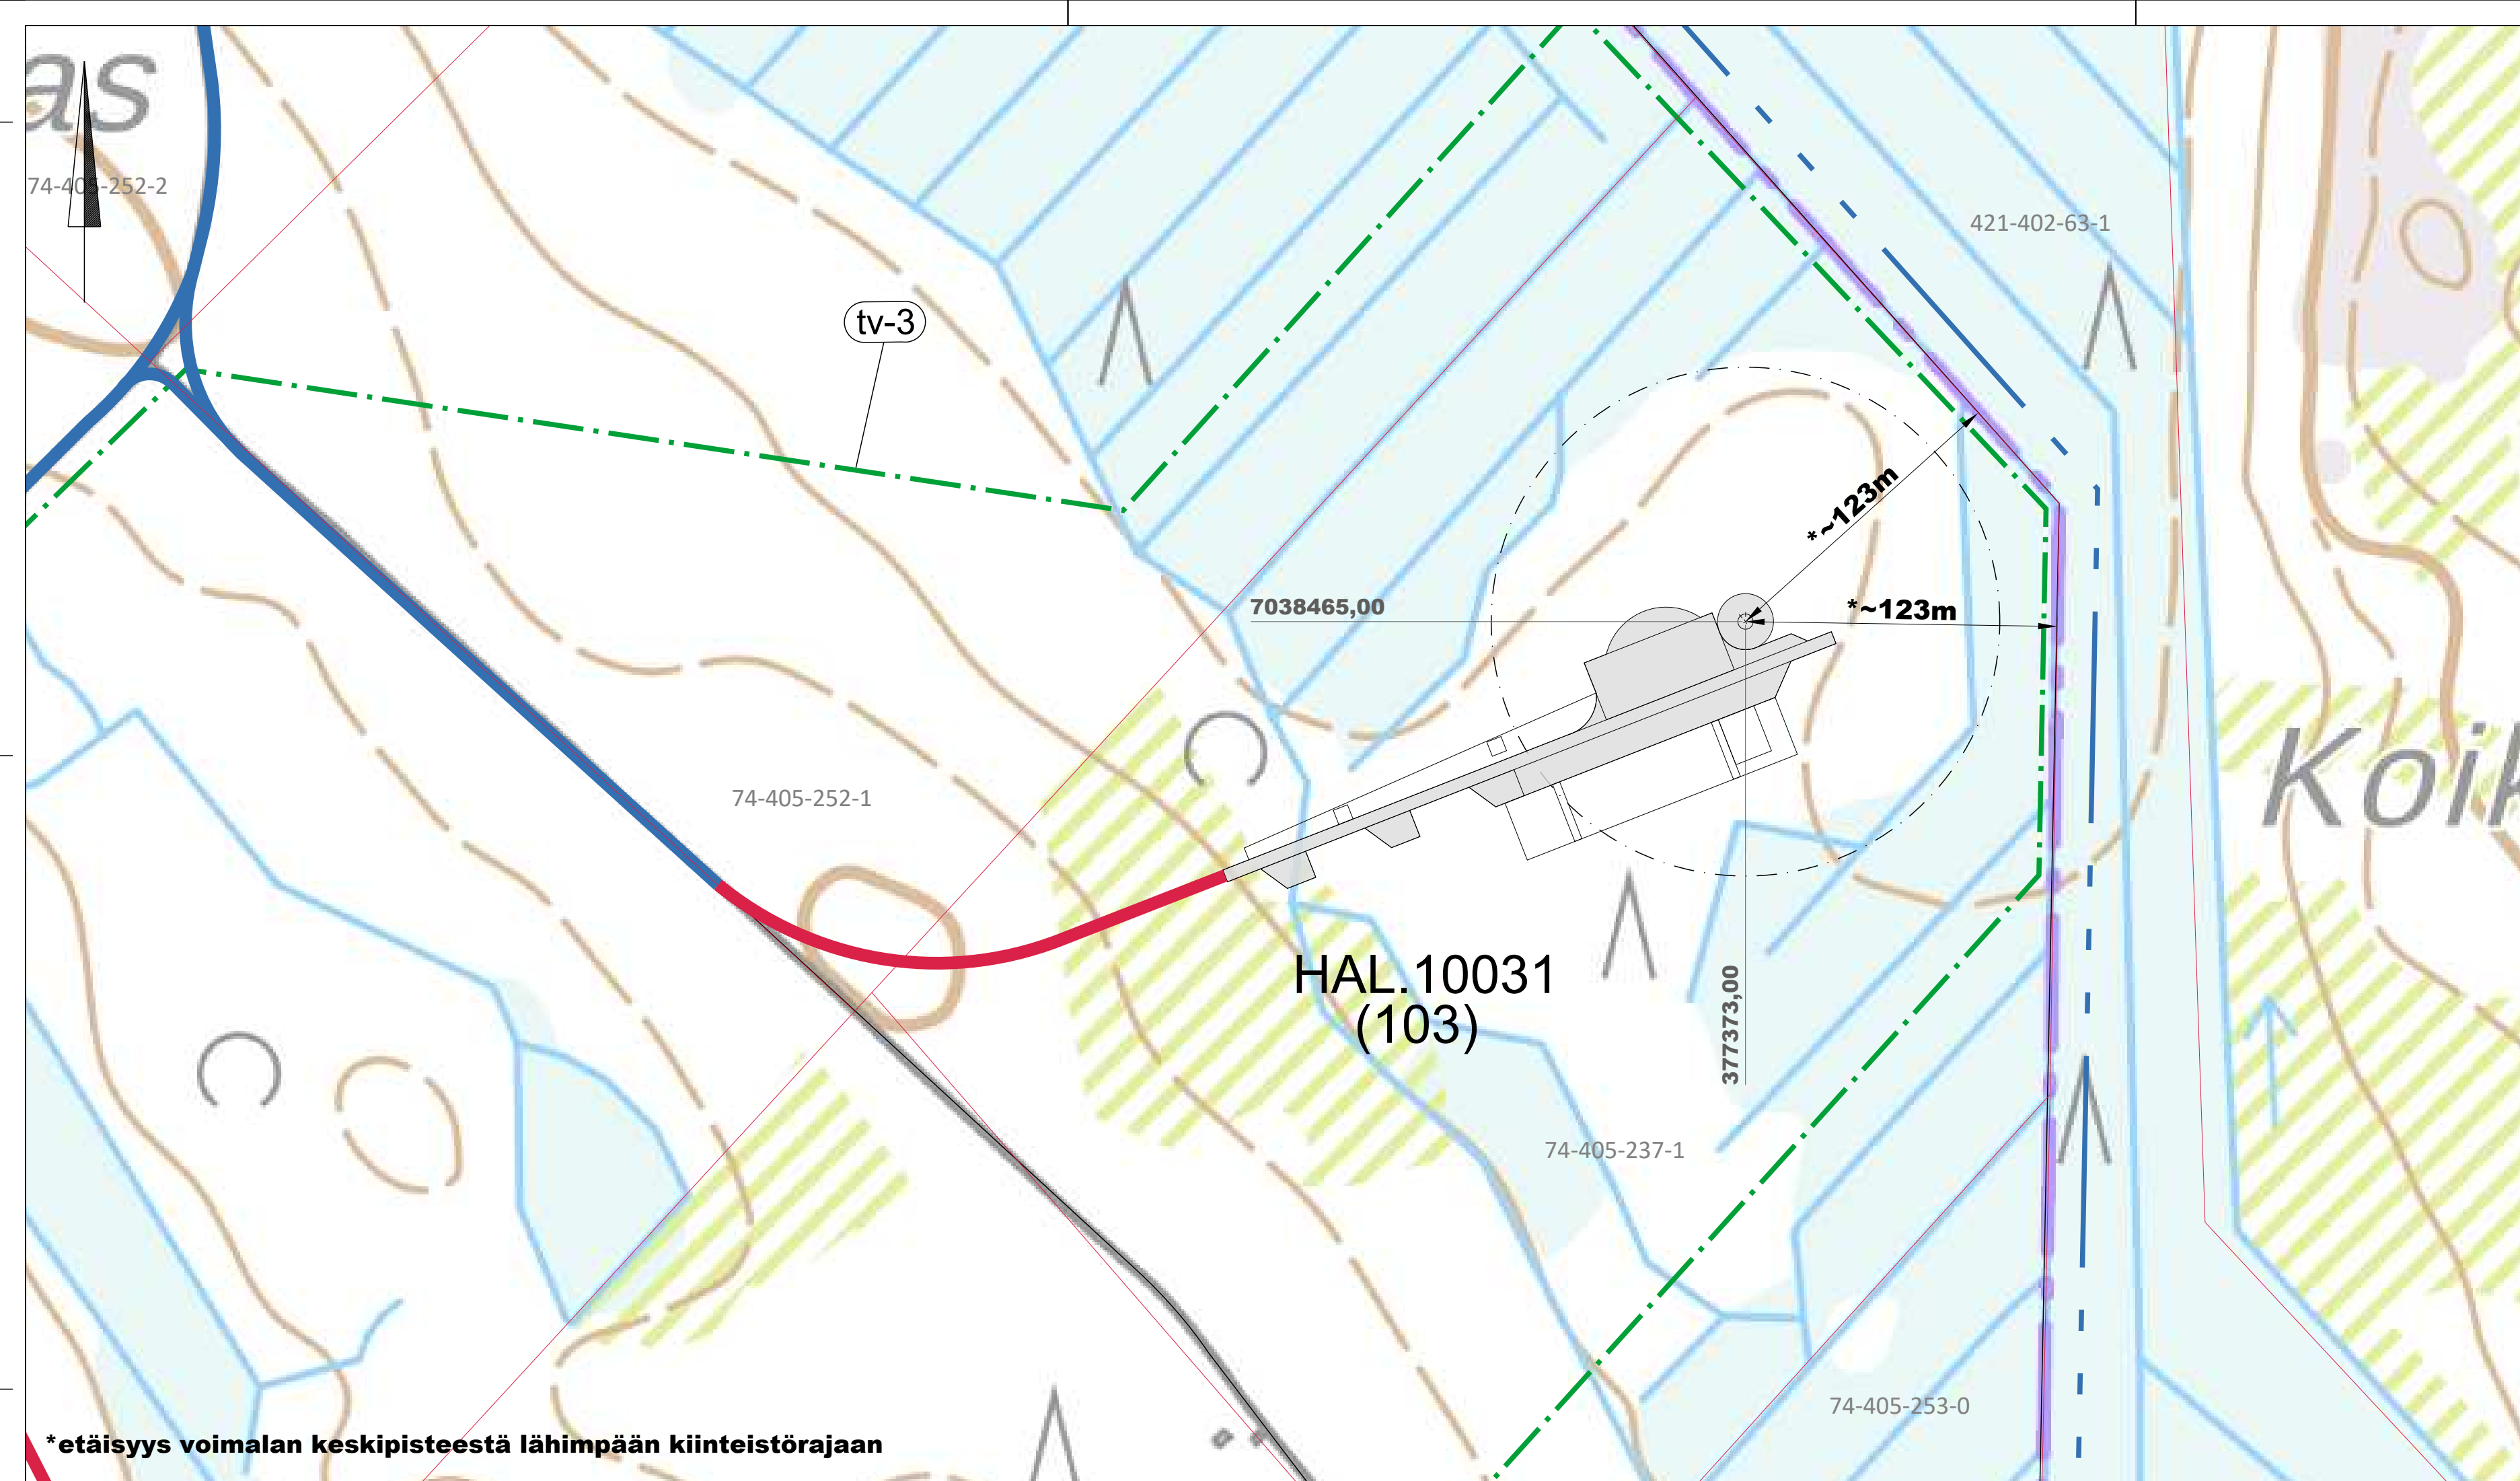 as
74-405-252-2
421-402-63-1
tv-3
*~123m
7038465,00
*~123m
74-405-252-1
Koik
HAL.10031
(103)
377373,00
74-405-237-1
74-405-253-0
*etäisyys voimalan keskipisteestä lähimpään kiinteistörajaan